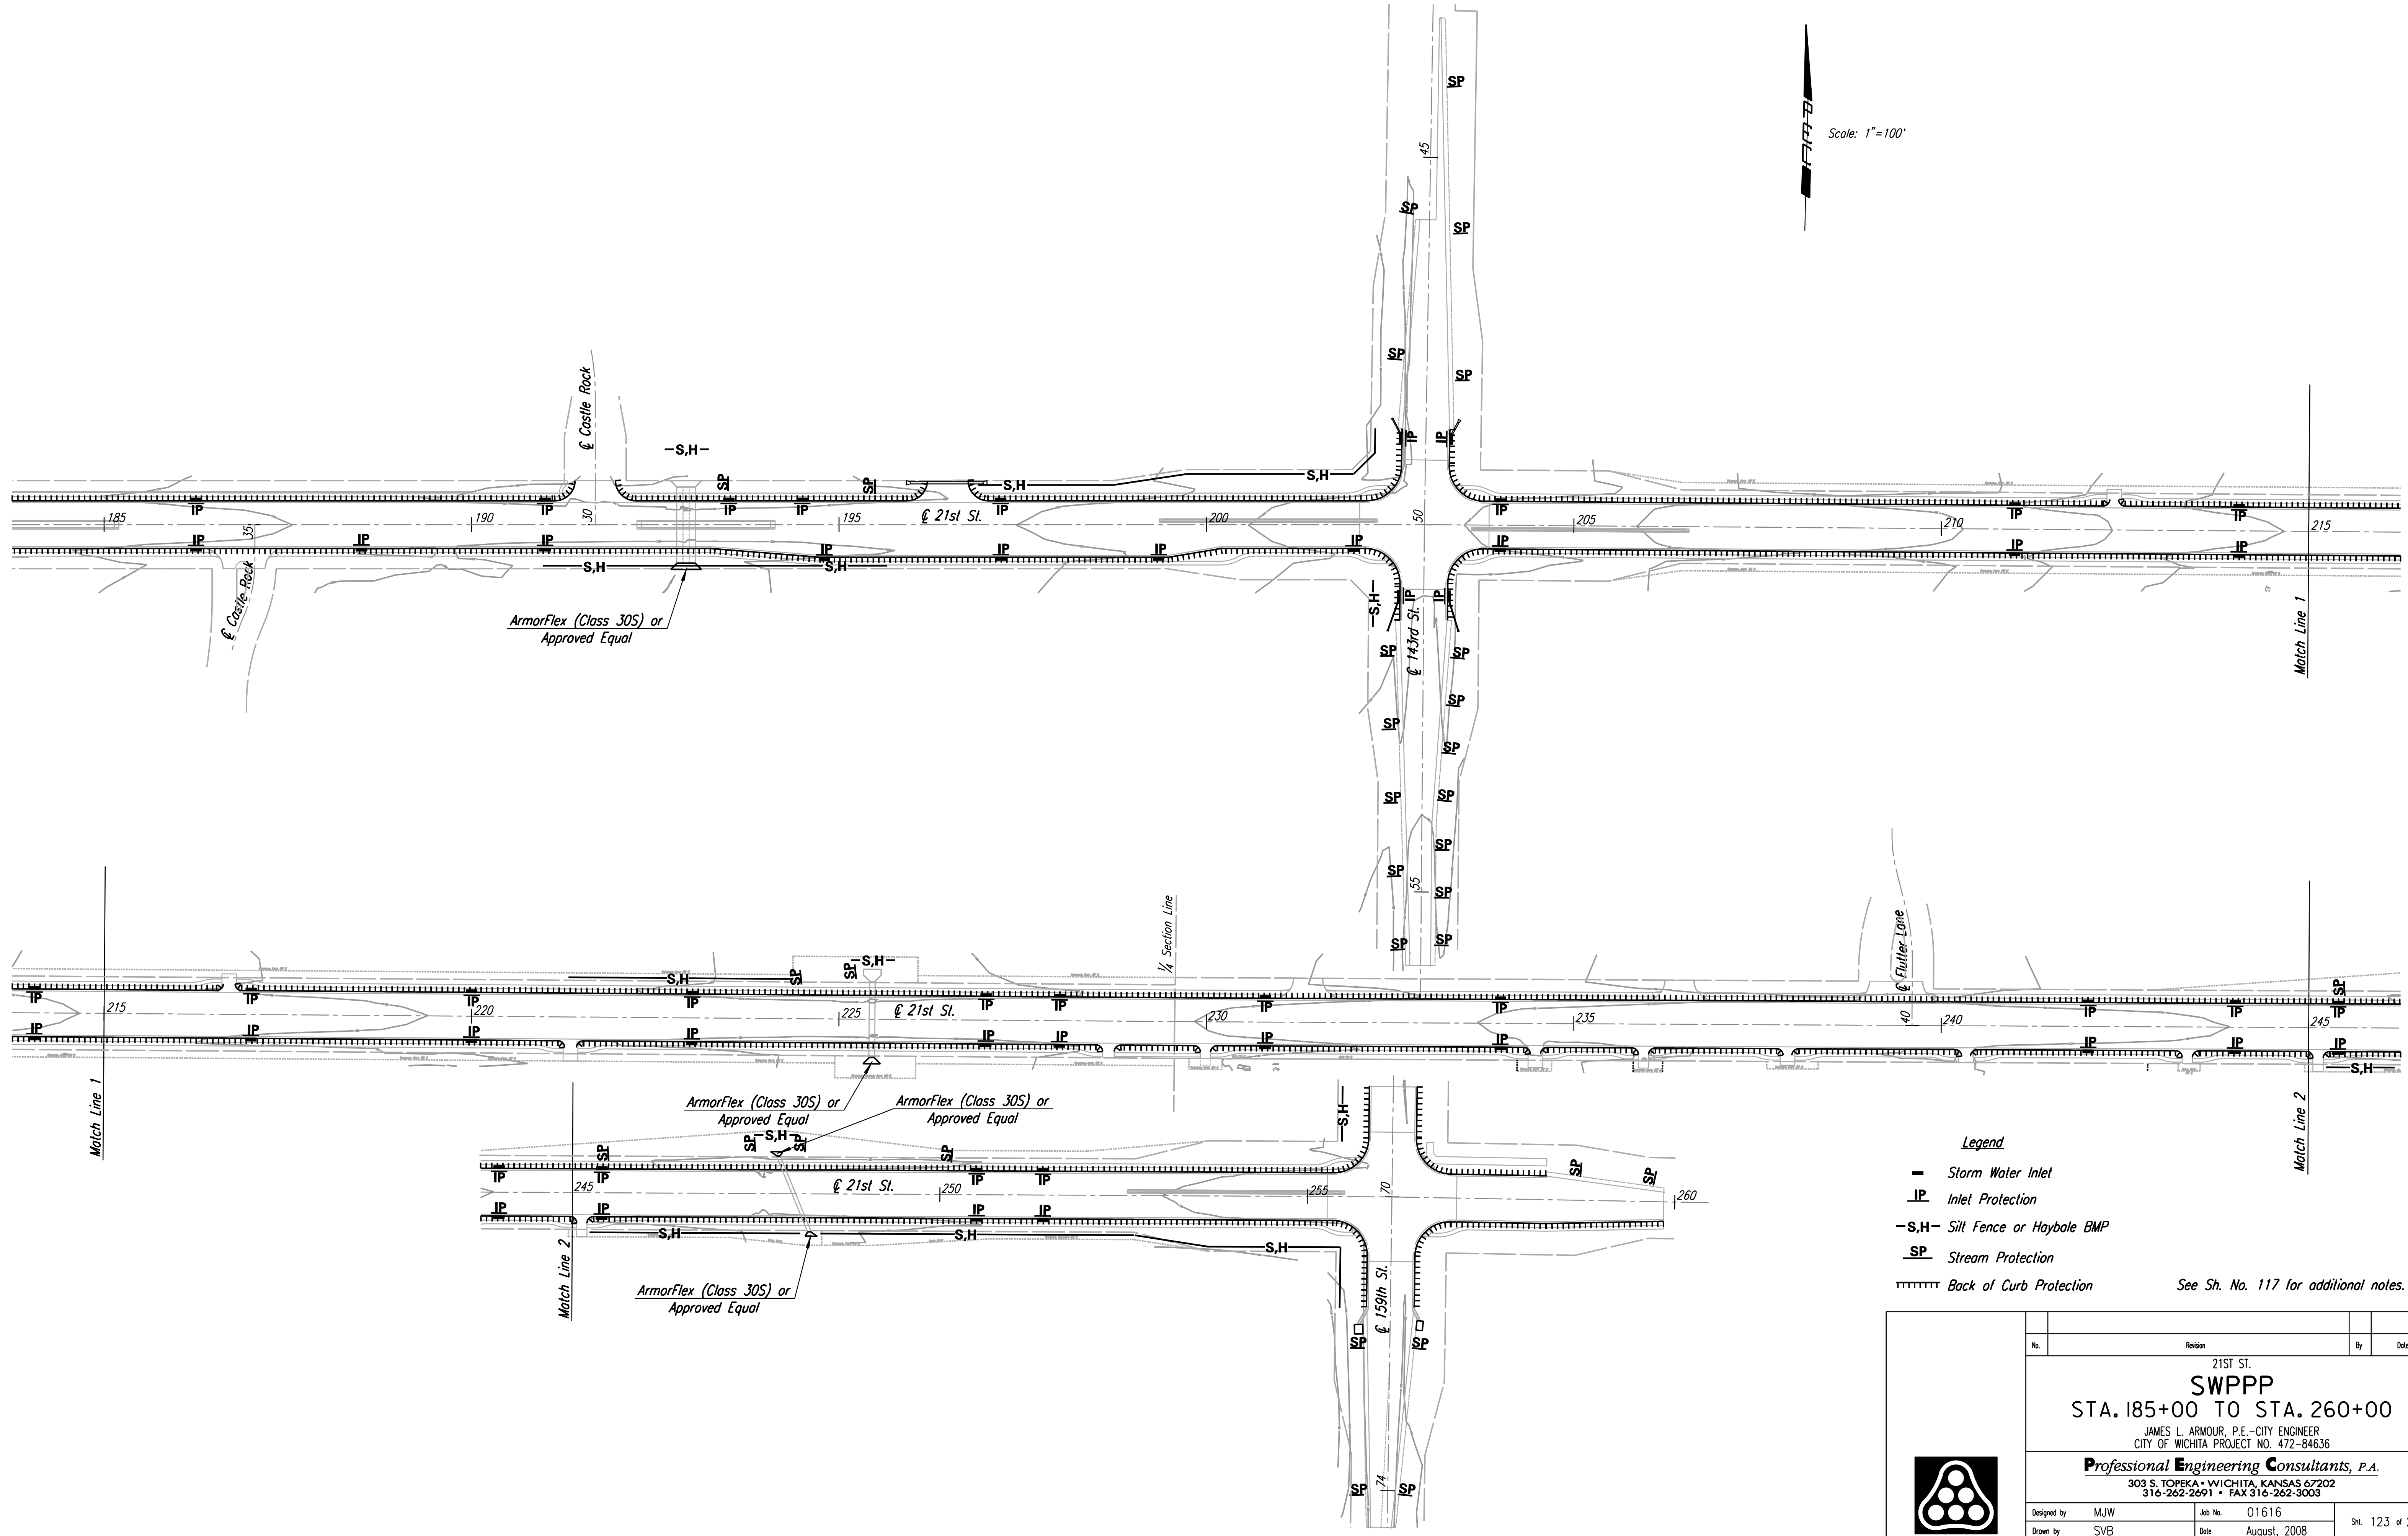 Scale: 1"=100'
SP
45
SP
SP
SP
SP
℄ Castle Rock
-S,H-
IP
IP
SP
SP
S,H
S,H
IP
IP
IP
IP
IP
IP
IP
IP
185
190
30
195
℄ 21st St.
200
50
205
210
215
35
IP
IP
IP
IP
IP
IP
IP
IP
IP
IP
S,H
S,H
℄ Castle Rock
-S,H-
IP
IP
℄ 143rd St.
Match Line 1
ArmorFlex (Class 30S) or
Approved Equal
SP
SP
SP
SP
SP
SP
SP
SP
SP
55
SP
SP
SP
¼ Section Line
℄ Flutter Lane
S,H
SP
SP
-S,H-
SP
IP
IP
IP
IP
IP
IP
IP
IP
IP
IP
IP
215
220
225
℄ 21st St.
230
235
40
240
245
IP
IP
IP
IP
IP
IP
IP
IP
IP
IP
IP
S,H
Match Line 1
Match Line 2
ArmorFlex (Class 30S) or
Approved Equal
ArmorFlex (Class 30S) or
Approved Equal
S,H
SP
-S,H-
SP
SP
SP
SP
SP
IP
IP
IP
IP
245
℄ 21st St.
250
255
70
260
IP
IP
IP
IP
S,H
S,H
S,H
Match Line 2
ArmorFlex (Class 30S) or
Approved Equal
℄ 159th St.
SP
SP
74
SP
SP
Legend
Storm Water Inlet
IP Inlet Protection
-S,H- Silt Fence or Haybale BMP
SP Stream Protection
Back of Curb Protection
See Sh. No. 117 for additional notes.
No. Revision By Date
21ST ST.
SWPPP
STA. 185+00 TO STA. 260+00
JAMES L. ARMOUR, P.E.-CITY ENGINEER
CITY OF WICHITA PROJECT NO. 472-84636
Professional Engineering Consultants, P.A.
303 S. TOPEKA • WICHITA, KANSAS 67202
316-262-2691 • FAX 316-262-3003
Designed by MJW Job No. 01616 Sht. 123 of
Drawn by SVB Date August, 2008